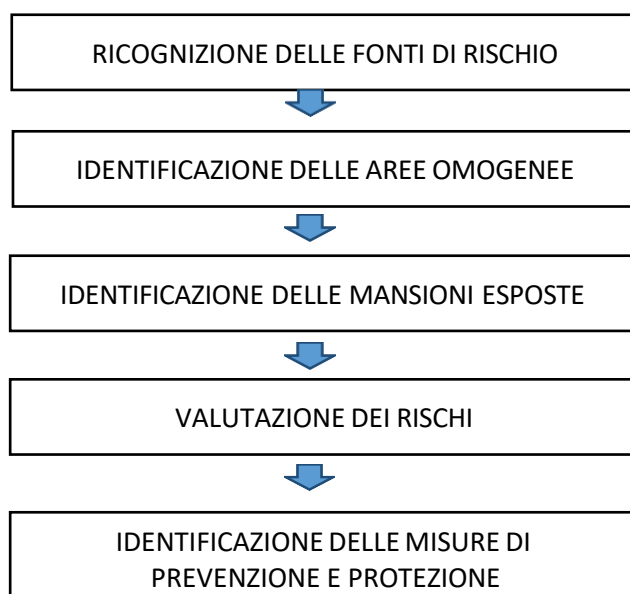 RICOGNIZIONE DELLE FONTI DI RISCHIO
IDENTIFICAZIONE DELLE AREE OMOGENEE
IDENTIFICAZIONE DELLE MANSIONI ESPOSTE
VALUTAZIONE DEI RISCHI
IDENTIFICAZIONE DELLE MISURE DI
PREVENZIONE E PROTEZIONE